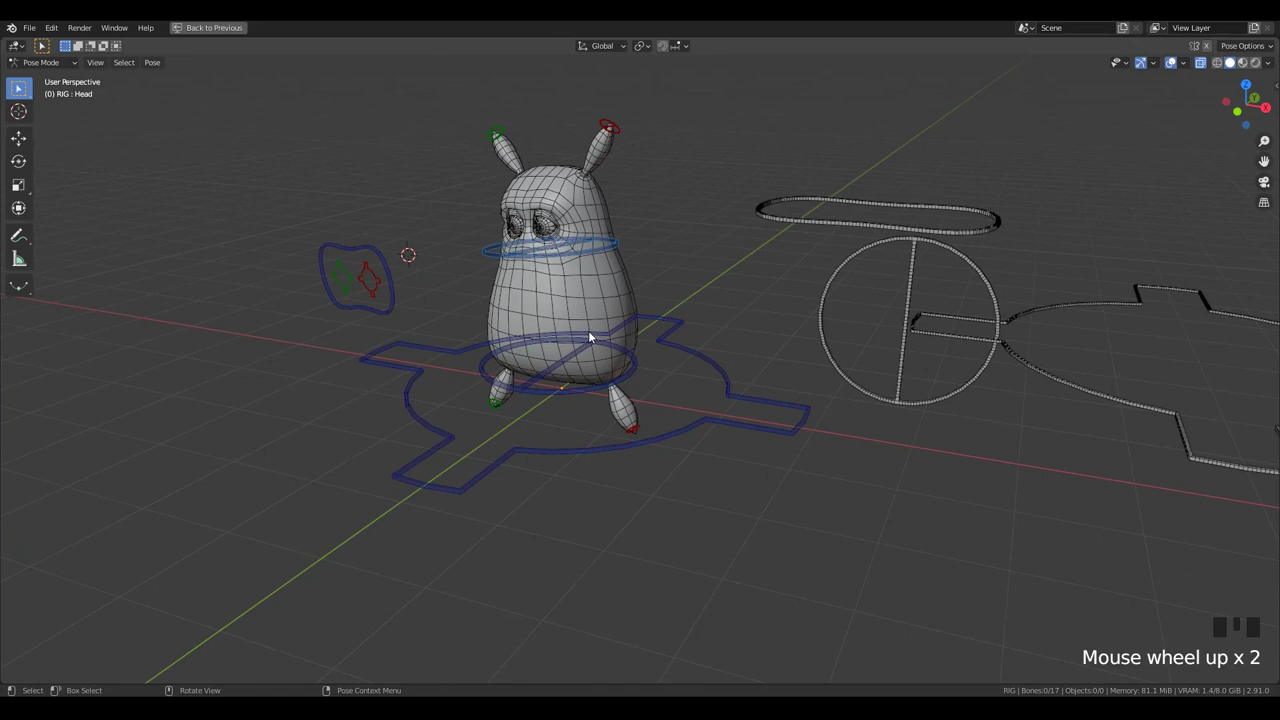 File Edit Render Window Help Back to Previous Scene View Layer
Global Pose Options
Pose Mode View Select Pose
User Perspective
(0) RIG : Head
Z
Y
X
Mouse wheel up x 2
Select Box Select Rotate View Pose Context Menu RIG | Bones:0/17 | Objects:0/0 | Memory: 81.1 MiB | VRAM: 1.4/8.0 GiB | 2.91.0